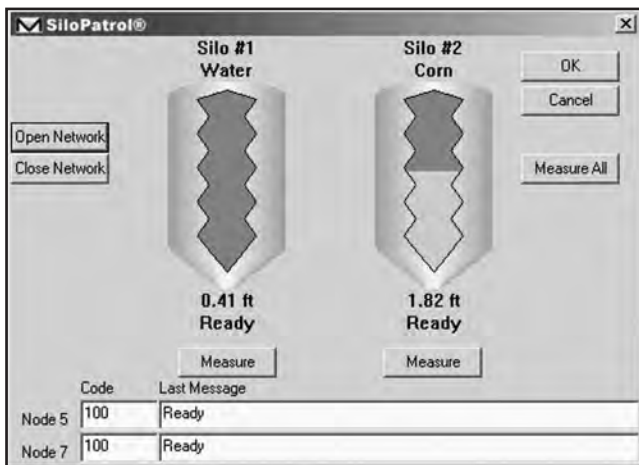 SiloPatrol®
Silo #1
Water
Silo #2
Corn
OK
Cancel
Open Network
Close Network
Measure All
0.41 ft
Ready
1.82 ft
Ready
Measure
Measure
Code
Last Message
Node 5
100
Ready
Node 7
100
Ready